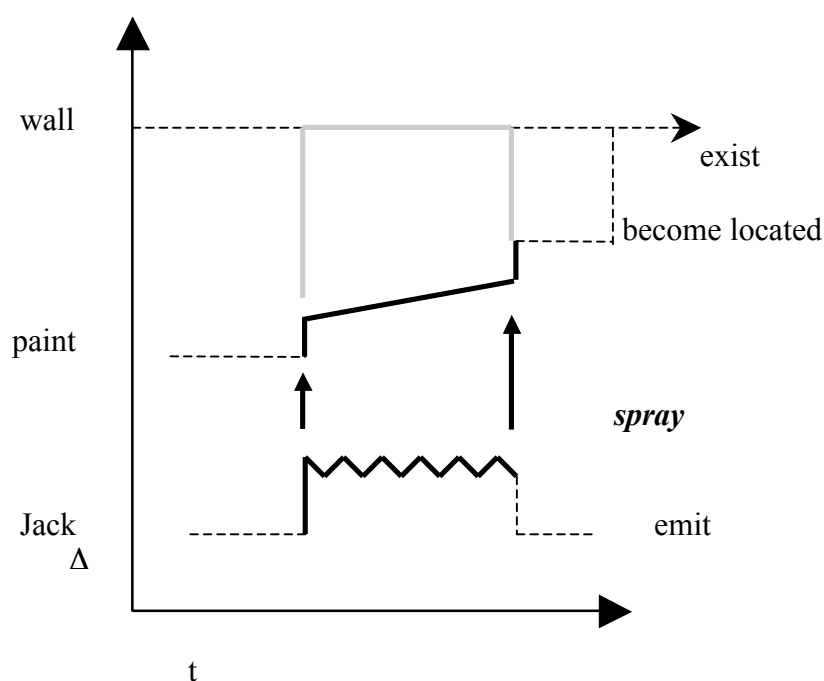 wall
exist
become located
paint
spray
Jack
emit
Δ
t